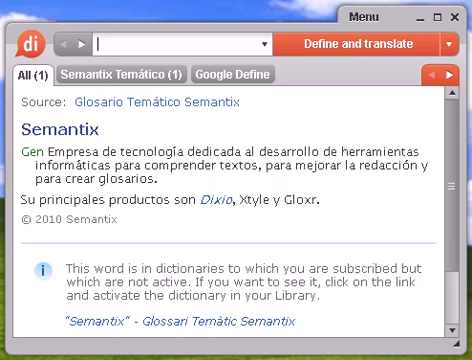 Menu
di
Define and translate
All (1)
Semantix Temático (1)
Google Define
Source: Glosario Temático Semantix
Semantix
Gen Empresa de tecnología dedicada al desarrollo de herramientas
informáticas para comprender textos, para mejorar la redacción y
para crear glosarios.
Su principales productos son Dixio, Xtyle y Gloxr.
© 2010 Semantix
i
This word is in dictionaries to which you are subscribed but
which are not active. If you want to see it, click on the link
and activate the dictionary in your Library.
"Semantix" - Glossari Temàtic Semantix